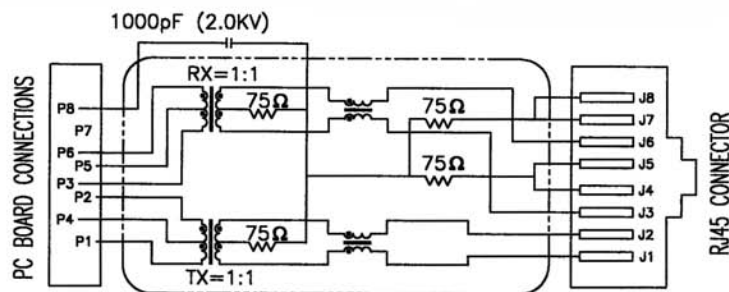 1000pF (2.0KV)
PC BOARD CONNECTIONS
P8
P7
P6
P5
P3
P2
P4
P1
RX=1:1
75Ω
75Ω
75Ω
75Ω
TX=1:1
J8
J7
J6
J5
J4
J3
J2
J1
RJ45 CONNECTOR